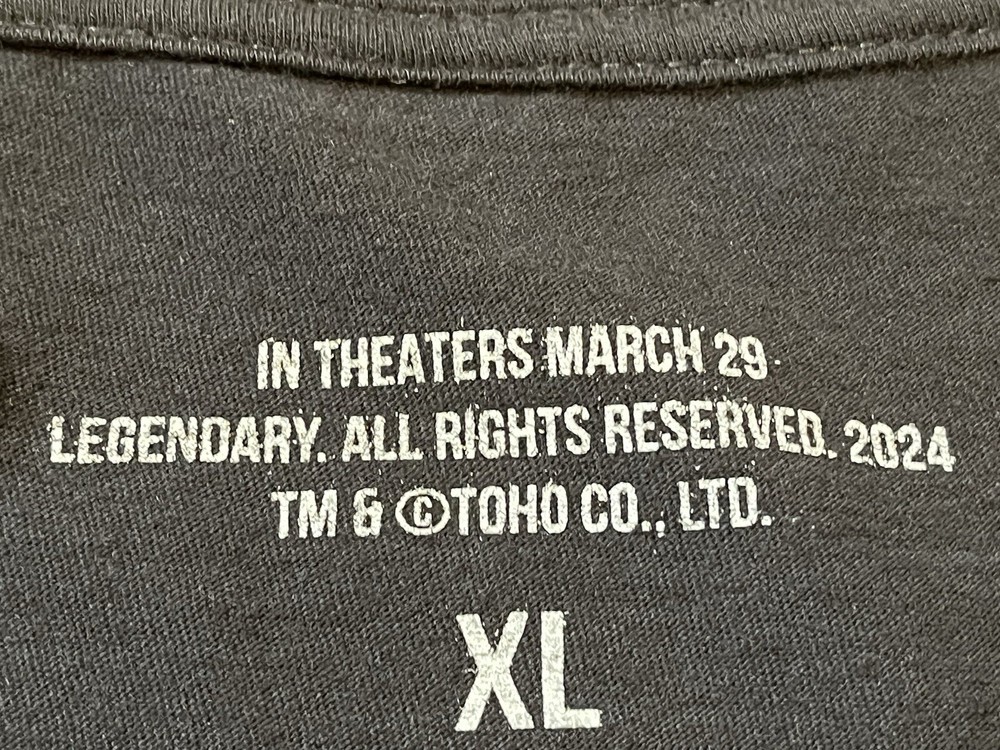 IN THEATERS MARCH 29
LEGENDARY. ALL RIGHTS RESERVED. 2024
TM & ©TOHO CO., LTD.
XL